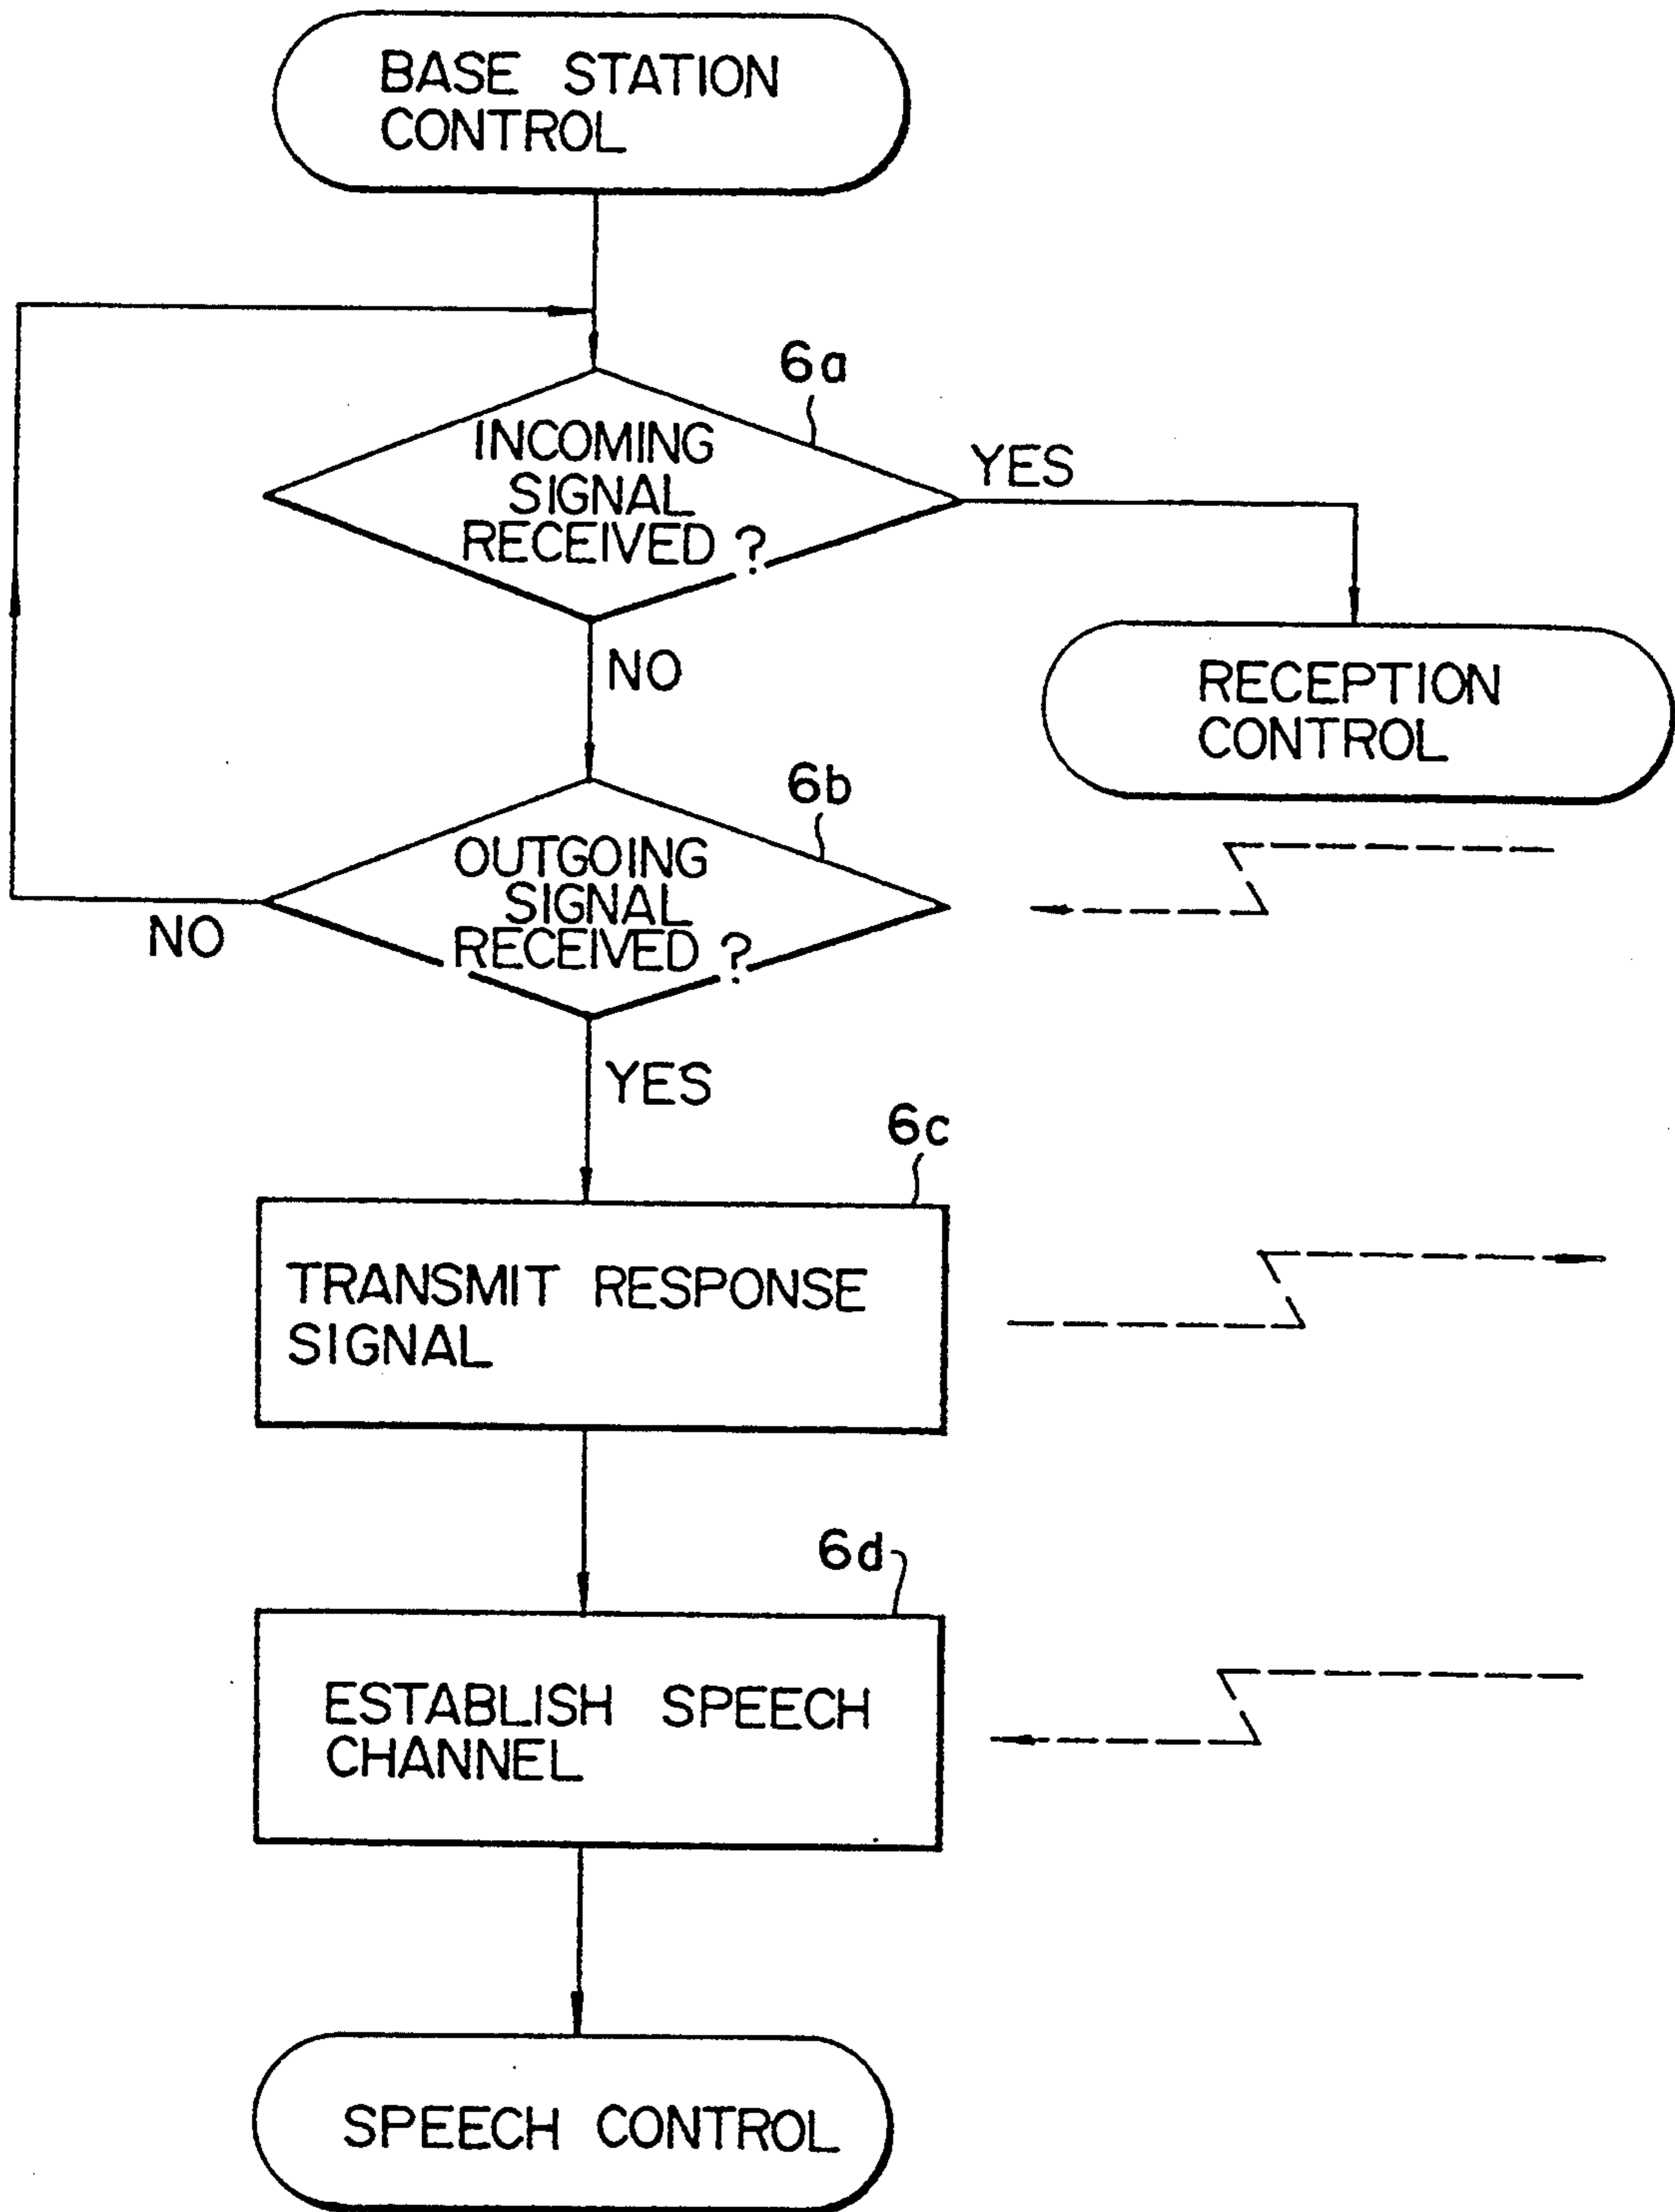 BASE STATION
CONTROL
6a
INCOMING
SIGNAL
RECEIVED ?
YES
NO
RECEPTION
CONTROL
6b
OUTGOING
SIGNAL
RECEIVED ?
NO
YES
6c
TRANSMIT RESPONSE
SIGNAL
6d
ESTABLISH SPEECH
CHANNEL
SPEECH CONTROL